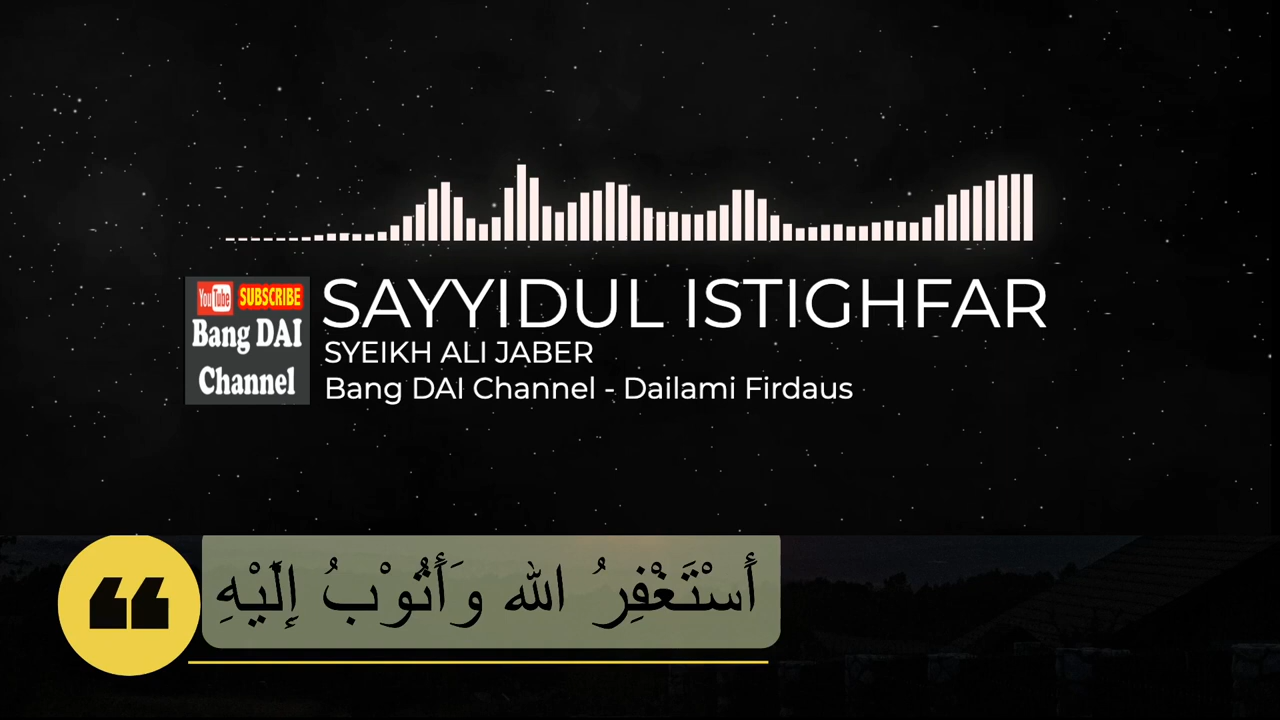 YouTube SUBSCRIBE
Bang DAI
Channel
SAYYIDUL ISTIGHFAR
SYEIKH ALI JABER
Bang DAI Channel - Dailami Firdaus
أَسْتَغْفِرُ الله وَأَتُوْبُ إِلَيْهِ